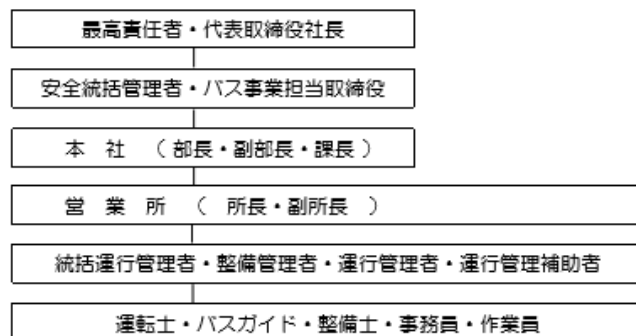 最高責任者・代表取締役社長
安全統括管理者・バス事業担当取締役
本　社　（ 部長・副部長・課長 ）
営　業　所　（　所長・副所長　）
統括運行管理者・整備管理者・運行管理者・運行管理補助者
運転士・バスガイド・整備士・事務員・作業員